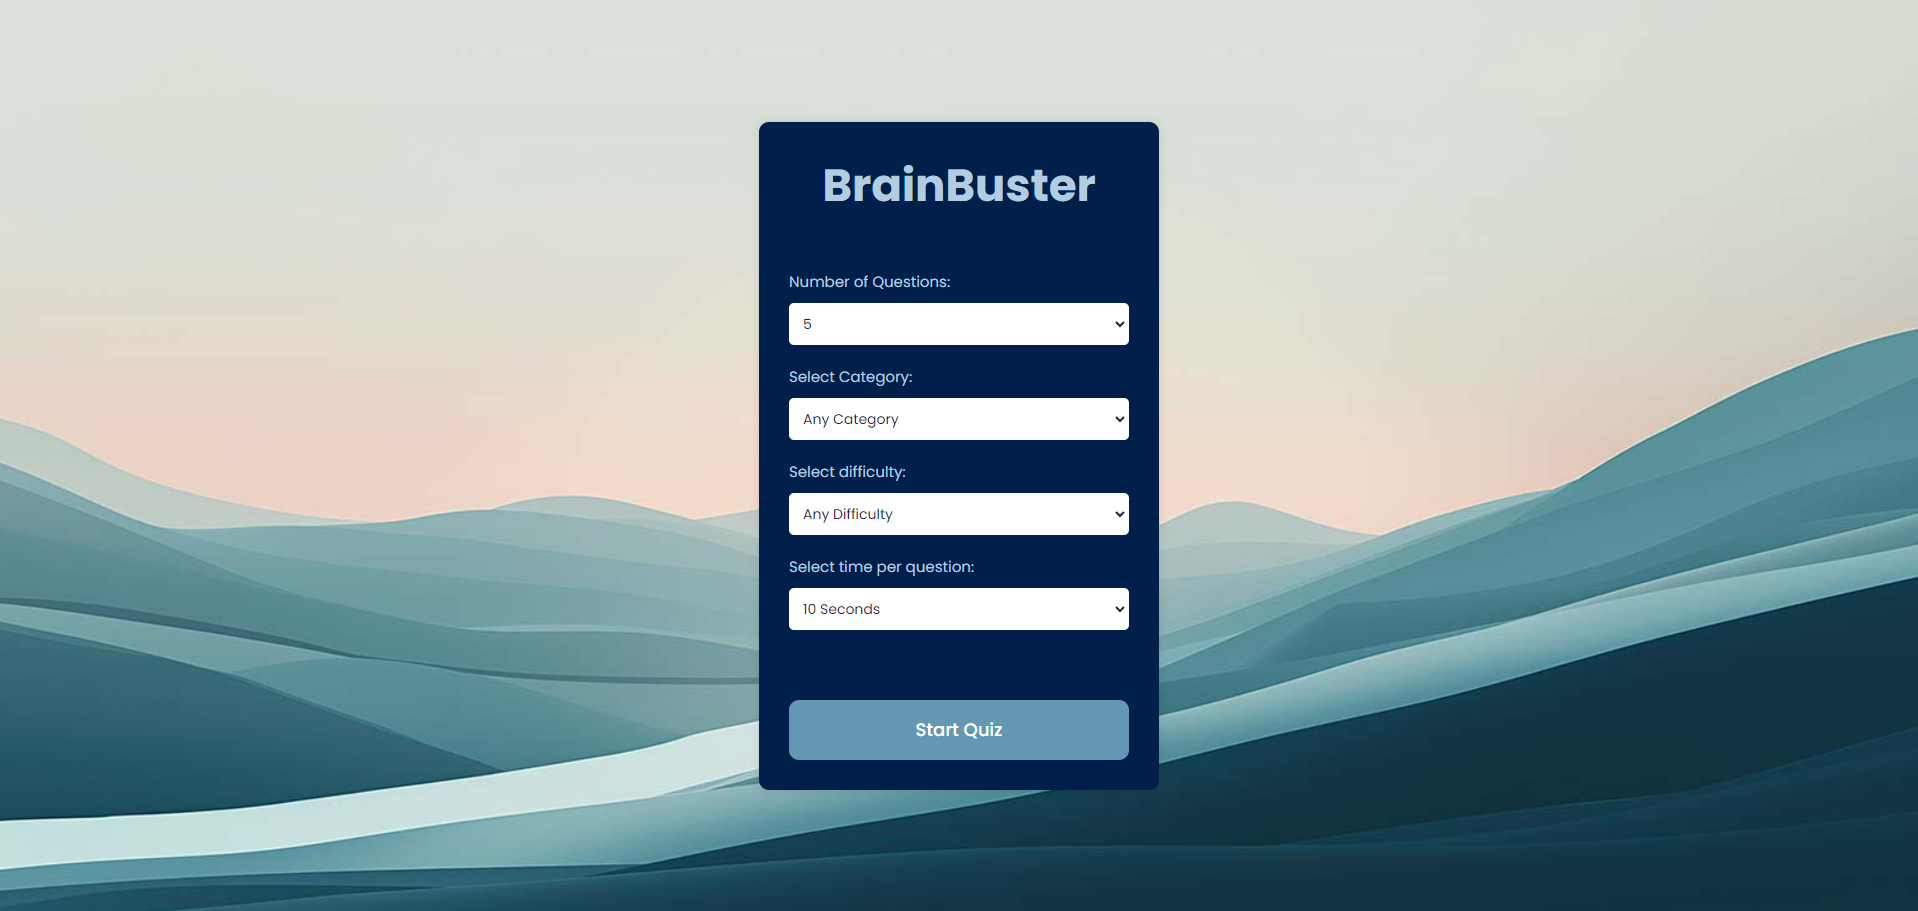 BrainBuster
Number of Questions:
5
Select Category:
Any Category
Select difficulty:
Any Difficulty
Select time per question:
10 Seconds
Start Quiz